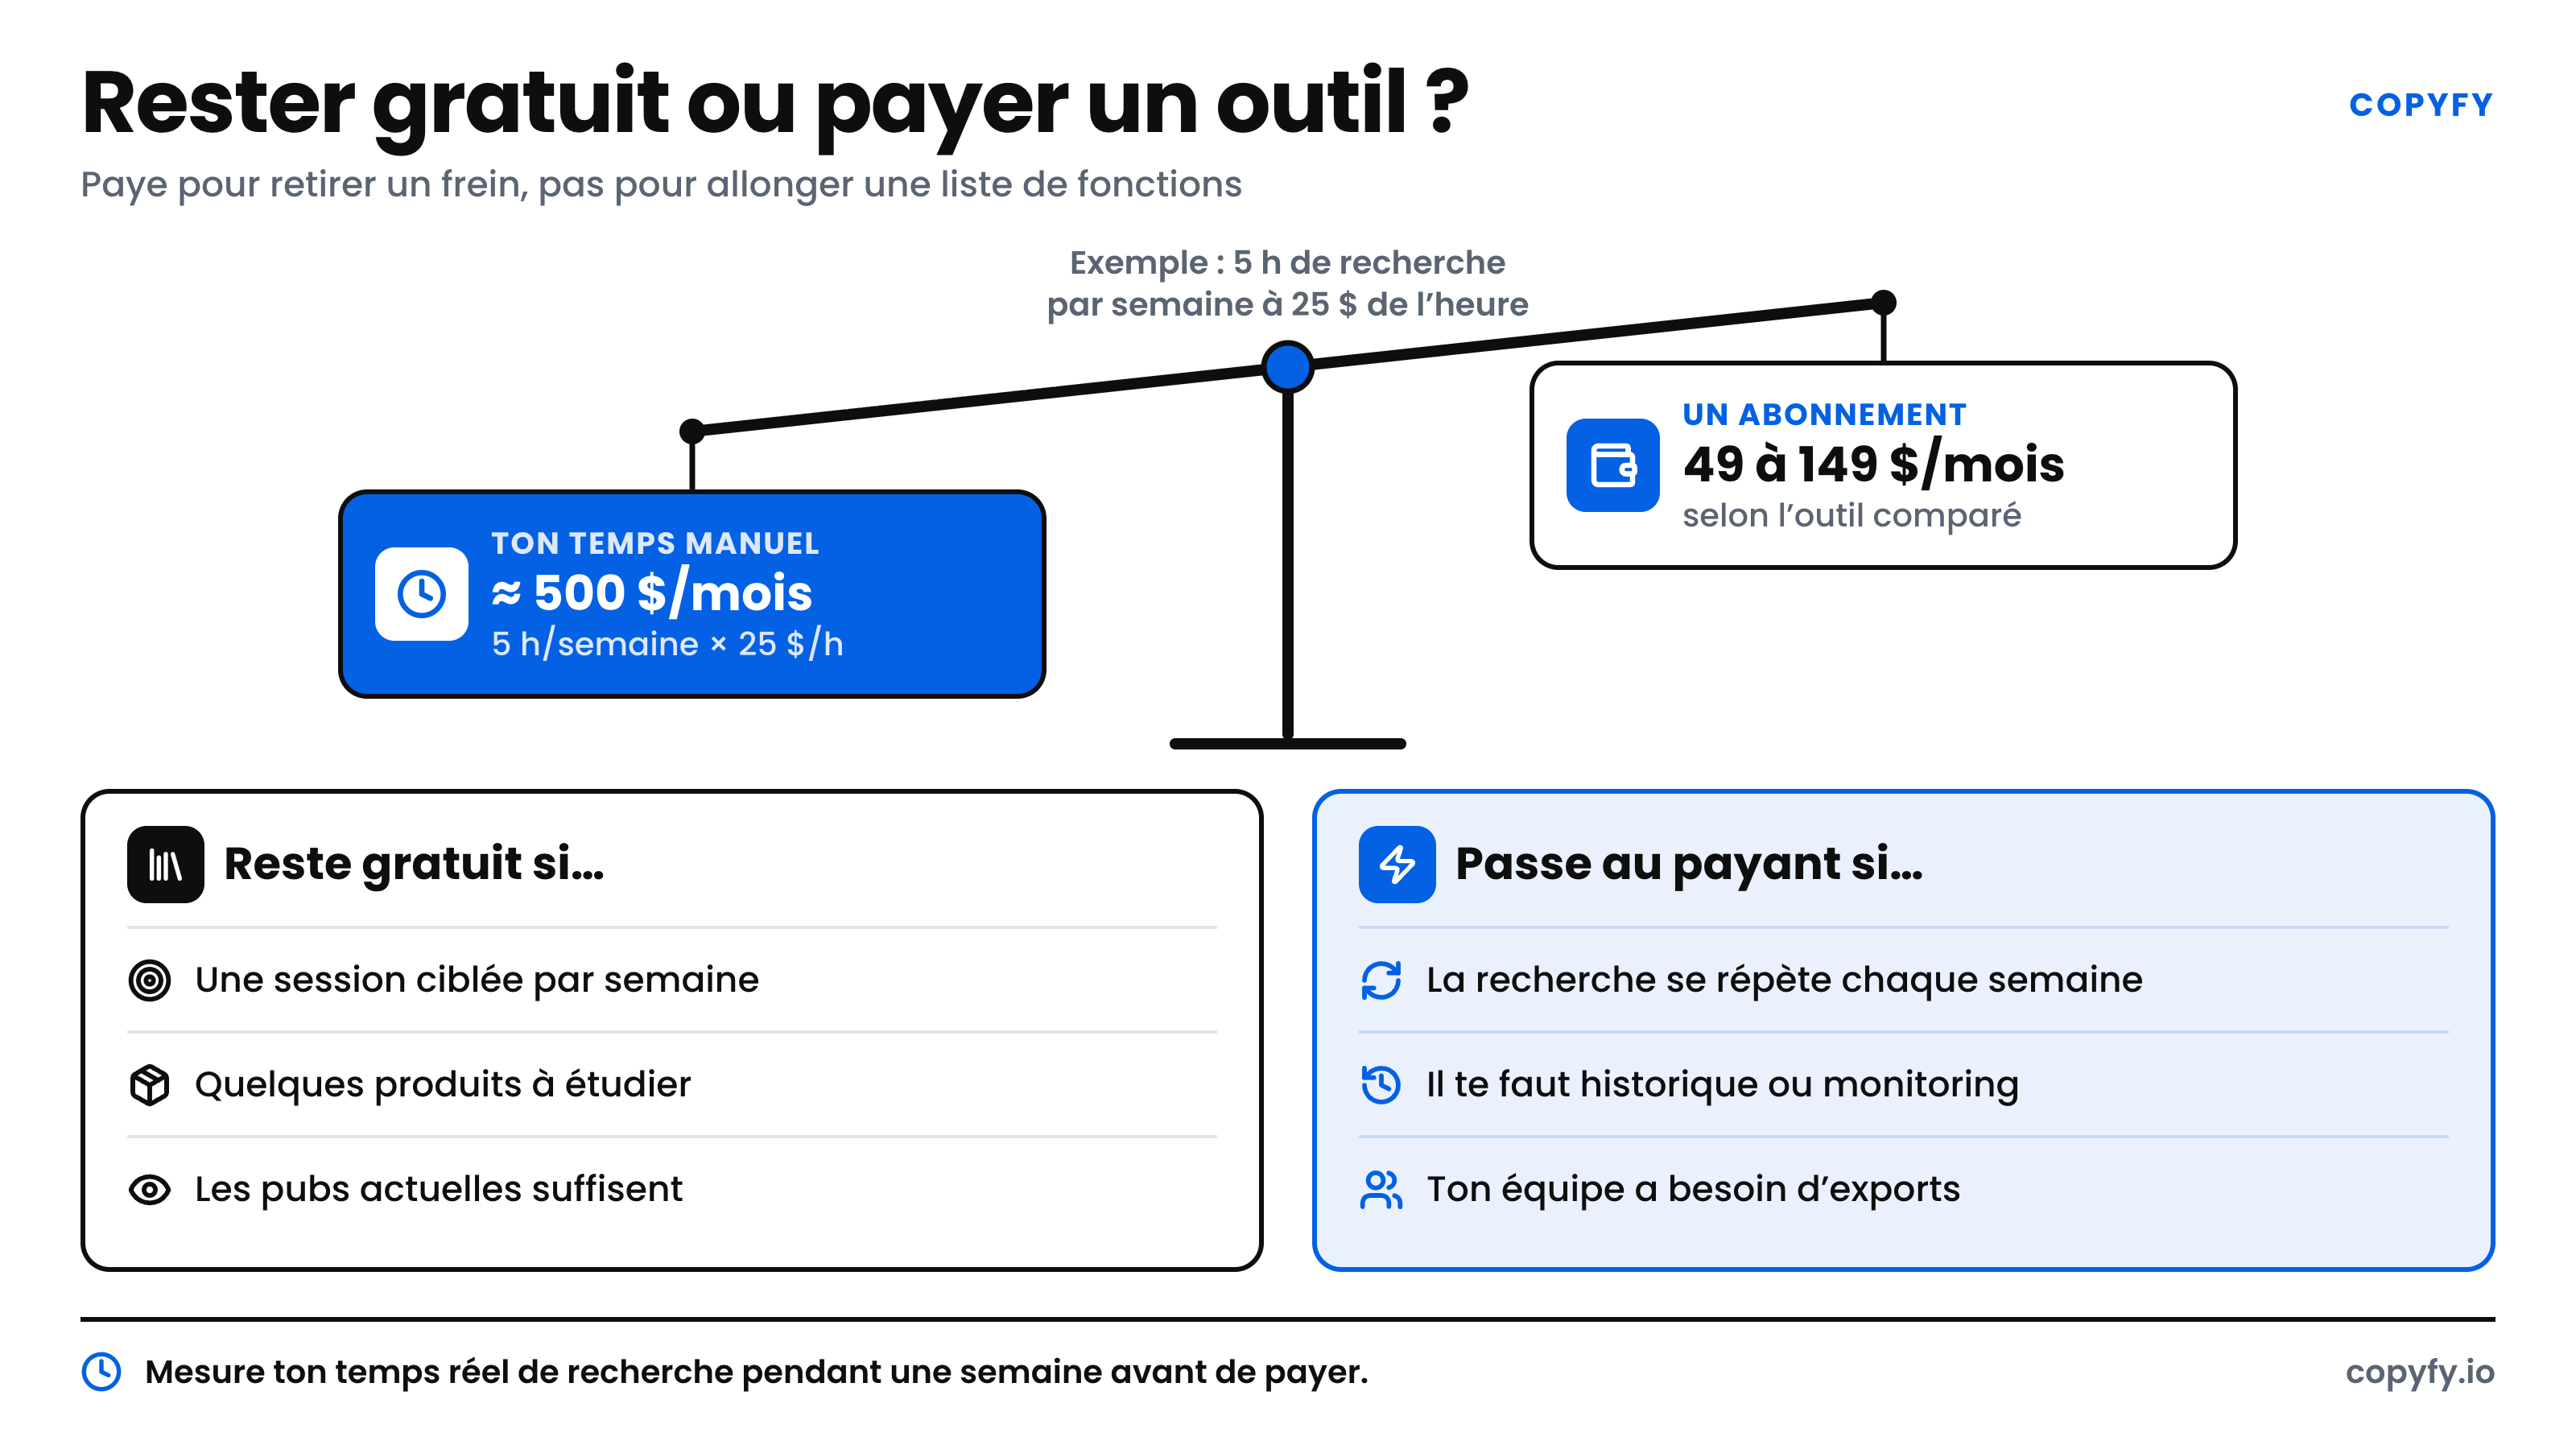 Rester gratuit ou payer un outil ?
COPYFY
Paye pour retirer un frein, pas pour allonger une liste de fonctions
Exemple : 5 h de recherche
par semaine à 25 $ de l’heure
UN ABONNEMENT
49 à 149 $/mois
selon l’outil comparé
TON TEMPS MANUEL
≈ 500 $/mois
5 h/semaine × 25 $/h
Reste gratuit si…
Une session ciblée par semaine
Quelques produits à étudier
Les pubs actuelles suffisent
Passe au payant si…
La recherche se répète chaque semaine
Il te faut historique ou monitoring
Ton équipe a besoin d’exports
Mesure ton temps réel de recherche pendant une semaine avant de payer.
copyfy.io